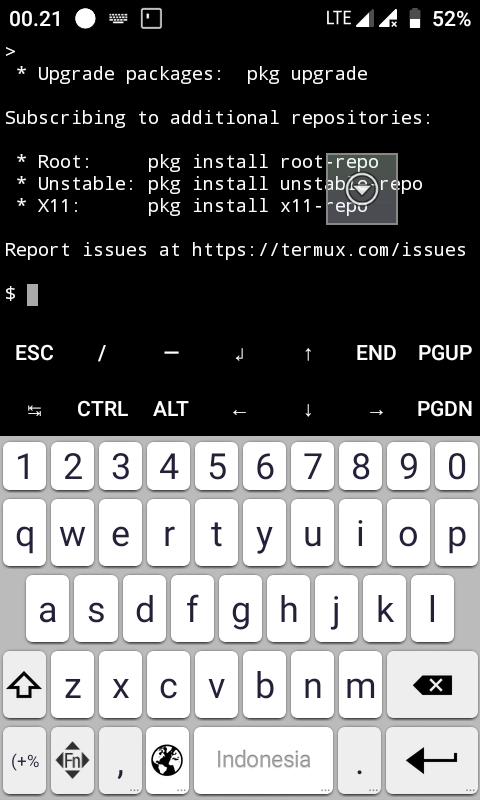 00.21 LTE 52%
>
* Upgrade packages: pkg upgrade
Subscribing to additional repositories:
* Root: pkg install root-repo
* Unstable: pkg install unstable-repo
* X11: pkg install x11-repo
Report issues at https://termux.com/issues
$
ESC / — ↲ ↑ END PGUP
↹ CTRL ALT ← ↓ → PGDN
1 2 3 4 5 6 7 8 9 0
q w e r t y u i o p
a s d f g h j k l
z x c v b n m
(+% Fn , Indonesia .